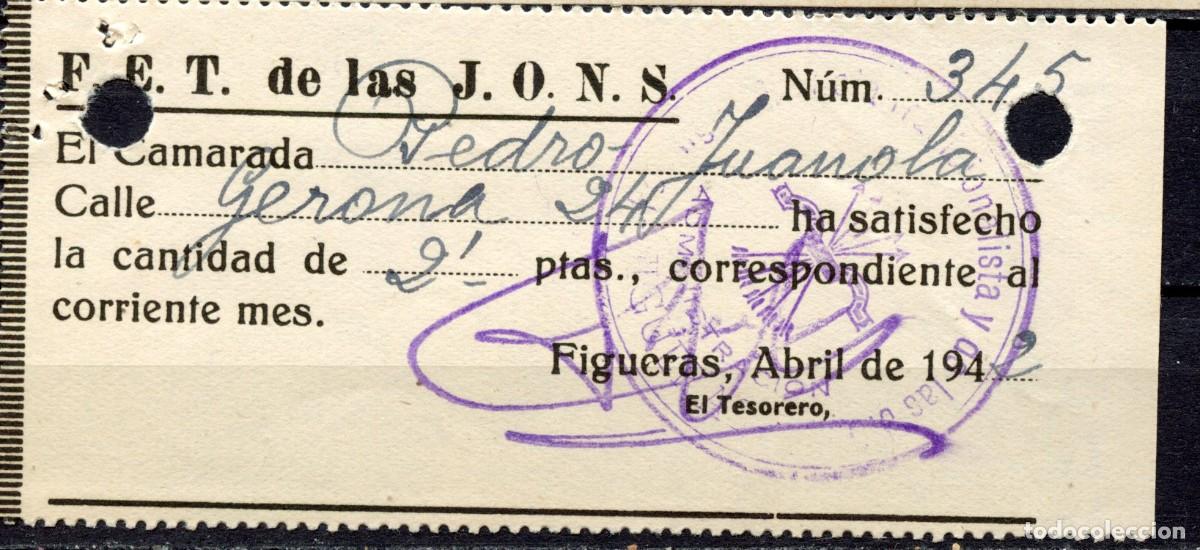 F. E. T. de las J. O. N. S. Núm. 345
El Camarada Pedro Juanola
Calle Gerona 24 ha satisfecho
la cantidad de 2'- ptas., correspondiente al
corriente mes.
Figueras, Abril de 1942
El Tesorero,
ADMINISTRACIÓN
todocoleccion